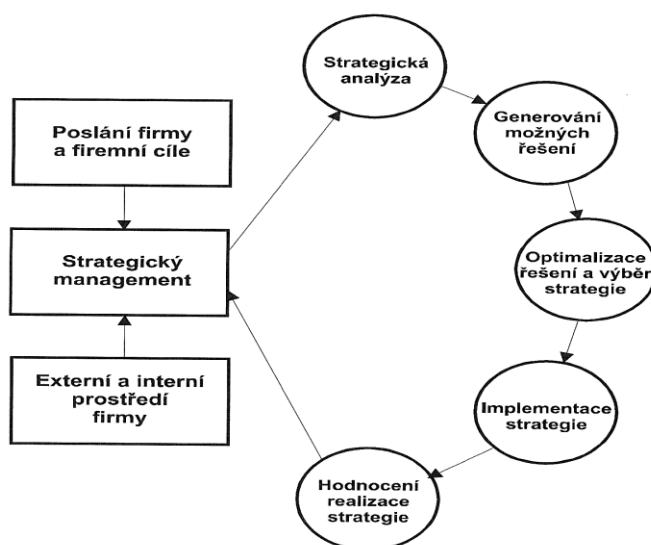 Strategická
analýza
Generování
možných
řešení
Poslání firmy
a firemní cíle
Strategický
management
Optimalizace
řešení a výběr
strategie
Externí a interní
prostředí
firmy
Implementace
strategie
Hodnocení
realizace
strategie